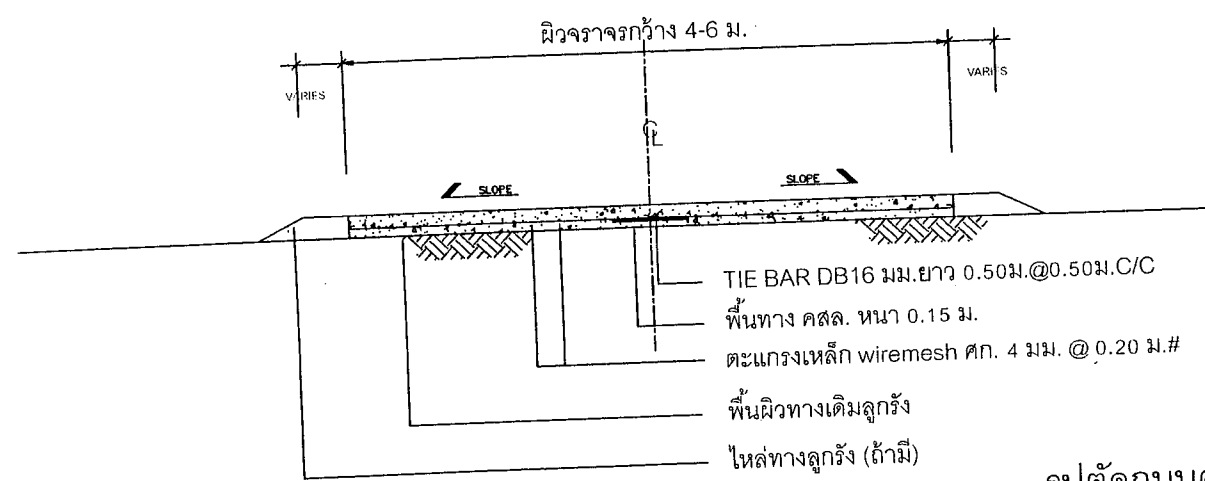 ผิวจราจรกว้าง 4-6 ม.
VARIES
VARIES
CL
SLOPE
SLOPE
TIE BAR DB16 มม.ยาว 0.50ม.@0.50ม.C/C
พื้นทาง คสล. หนา 0.15 ม.
ตะแกรงเหล็ก wiremesh ศก. 4 มม. @ 0.20 ม.#
พื้นผิวทางเดิมลูกรัง
ไหล่ทางลูกรัง (ถ้ามี)